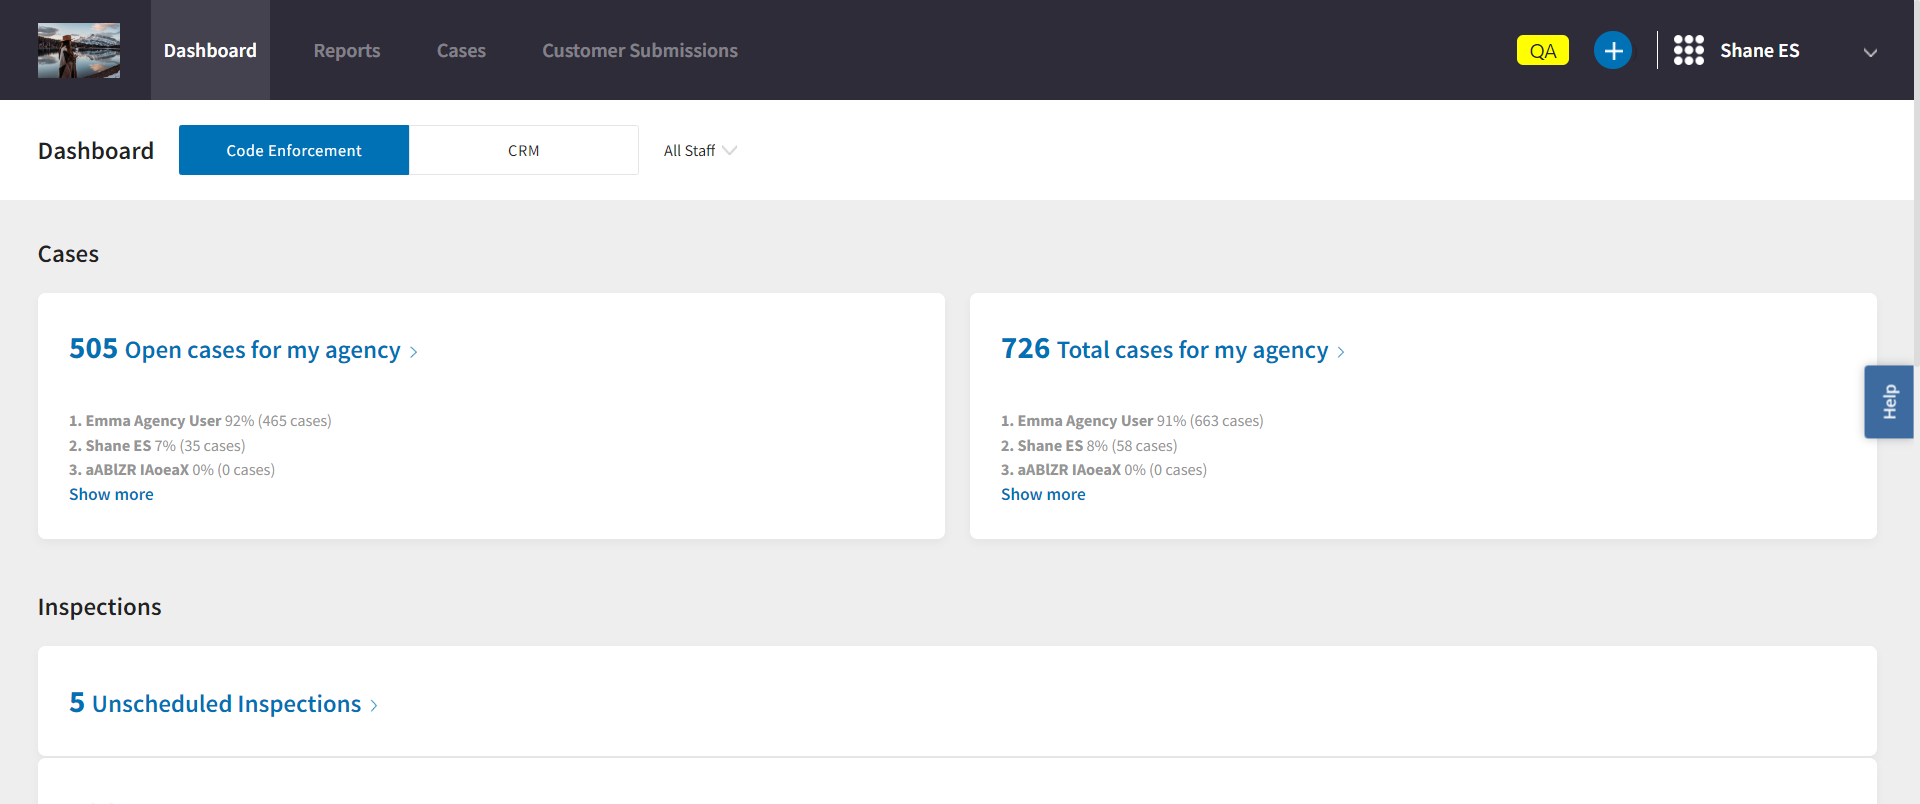 Dashboard Reports Cases Customer Submissions QA Shane ES
Dashboard Code Enforcement CRM All Staff
Cases
505 Open cases for my agency
1. Emma Agency User 92% (465 cases)
2. Shane ES 7% (35 cases)
3. aABlZR IAoeaX 0% (0 cases)
Show more
726 Total cases for my agency
1. Emma Agency User 91% (663 cases)
2. Shane ES 8% (58 cases)
3. aABlZR IAoeaX 0% (0 cases)
Show more
Help
Inspections
5 Unscheduled Inspections